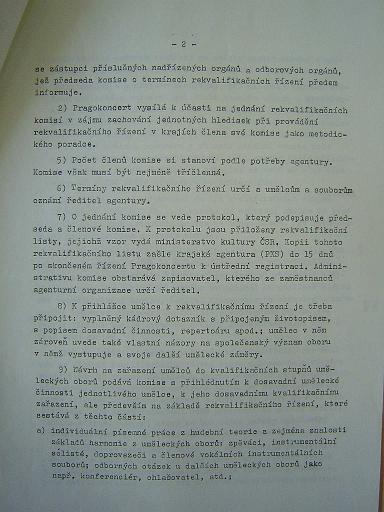 - 2 -
se zástupci příslušných nadřízených orgánů a odborových orgánů,
jež předseda komise o termínech rekvalifikačních řízení předem
informuje.
2) Pragokoncert vysílá k účasti na jednání rekvalifikačních
komisí v zájmu zachování jednotných hledisek při provádění
rekvalifikačního řízení v krajích člena své komise jako metodic-
kého poradce.
5) Počet členů komise si stanoví podle potřeby agentury.
Komise však musí být nejméně tříčlenná.
6) Termíny rekvalifikačního řízení určí a umělcům a souborům
oznání ředitel agentury.
7) O jednání komise se vede protokol, který podepisuje před-
seda a členové komise. K protokolu jsou přiloženy rekvalifikační
listy, jejichž vzor vydá ministerstvo kultury ČSR. Kopii tohoto
rekvalifikačního listu zašle krajská agentura (PKS) do 15 dnů
po skončeném řízení Pragokoncertu k ústřední registraci. Admini-
strativu komise obstarává zapisovatel, kterého ze zaměstnanců
agenturní organizace určí ředitel.
8) K přihlášce umělce k rekvalifikačnímu řízení je třeba
připojit: vyplněný kádrový dotazník s připojeným životopisem,
s popisem dosavadní činnosti, repertoáru apod.; umělec v něm
zároveň uvede také vlastní názory na společenský význam oboru
v němž vystupuje a svoje další umělecké záměry.
9) Návrh na zařazení umělců do kvalifikačních stupňů umě-
leckých oborů podává komise s přihlédnutím k dosavadní umělecké
činnosti jednotlivého umělce, k jeho dosavadnímu kvalifikačnímu
zařazení, ale především na základě rekvalifikačního řízení, které
sestává z těchto částí:
a) individuální písemné práce z hudební teorie a zejména znalosti
základů harmonie z uměleckých oborů: zpěváci, instrumentální
sólisté, doprovazeči a členové vokálních instrumentálních
souborů; odborných otázek u dalších uměleckých oborů jako
např. konferenciér, ohlašovatel, atd.;